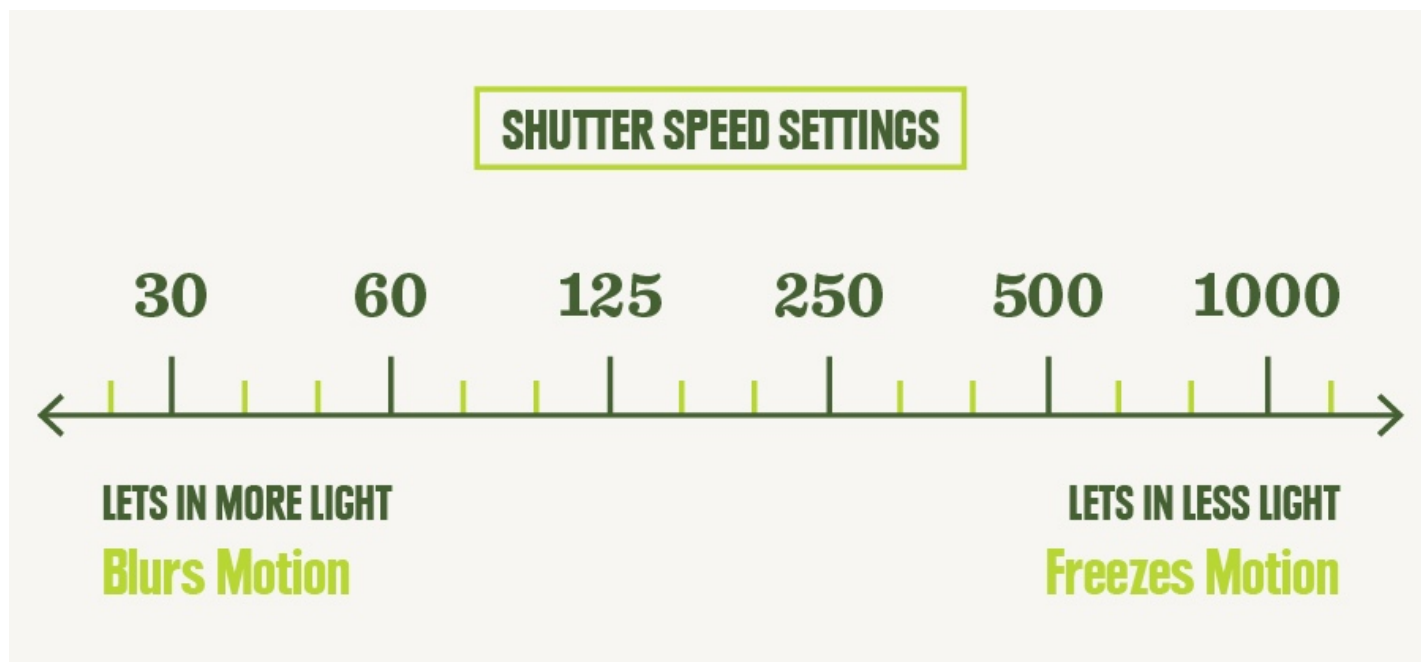 SHUTTER SPEED SETTINGS
30 60 125 250 500 1000
LETS IN MORE LIGHT LETS IN LESS LIGHT
Blurs Motion Freezes Motion